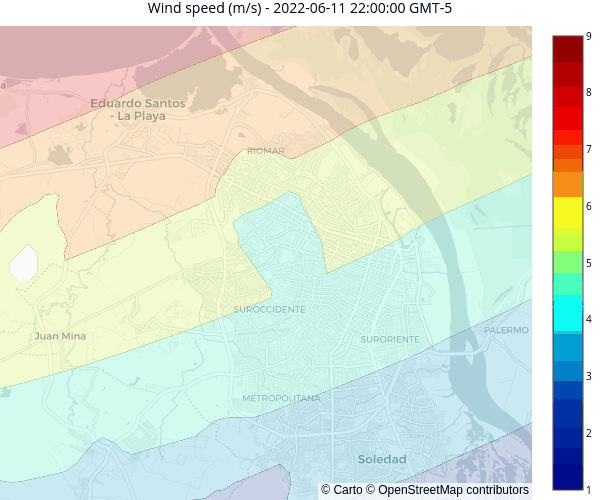 Wind speed (m/s) - 2022-06-11 22:00:00 GMT-5
9
a
Eduardo Santos
- La Playa
8
RIOMAR
7
6
5
SUROCCIDENTE
4
Juan Mina
SURORIENTE
PALERMO
3
METROPOLITANA
2
Soledad
© Carto © OpenStreetMap contributors
1